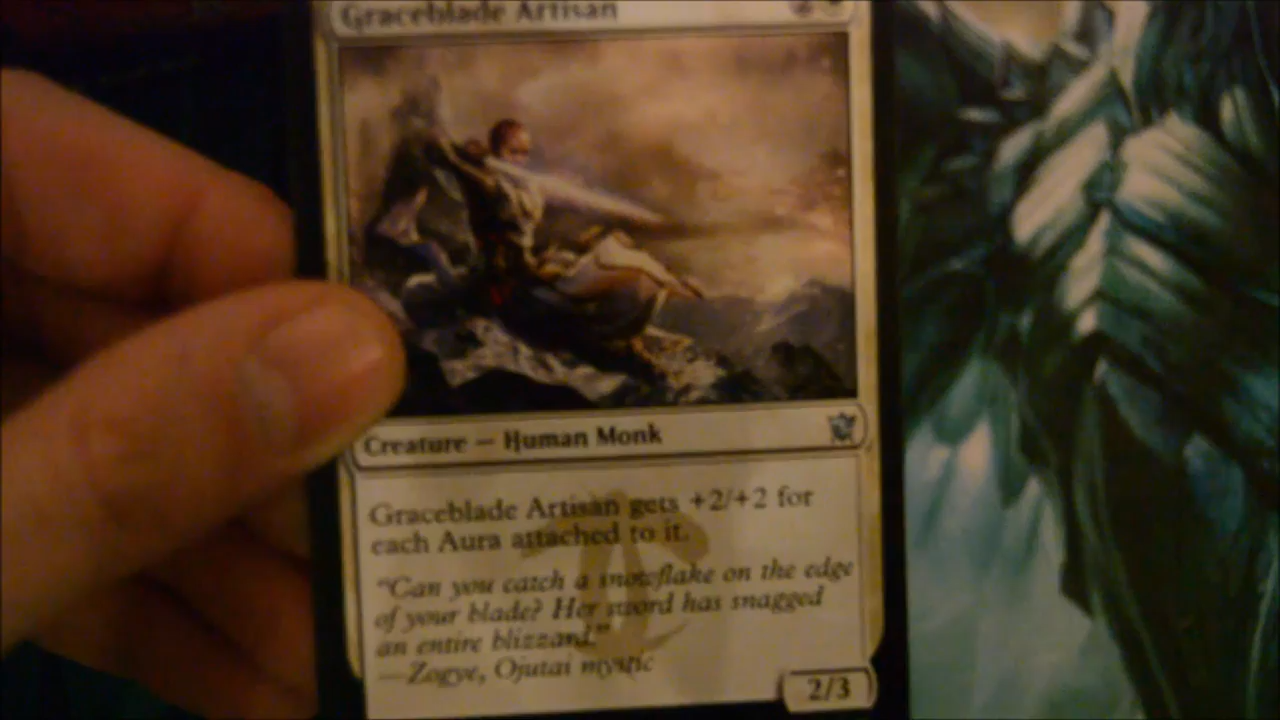 Graceblade Artisan
Creature — Human Monk
Graceblade Artisan gets +2/+2 for
each Aura attached to it.
"Can you catch a snowflake on the edge
of your blade? Her sword has snagged
an entire blizzard."
—Zogye, Ojutai mystic
2/3